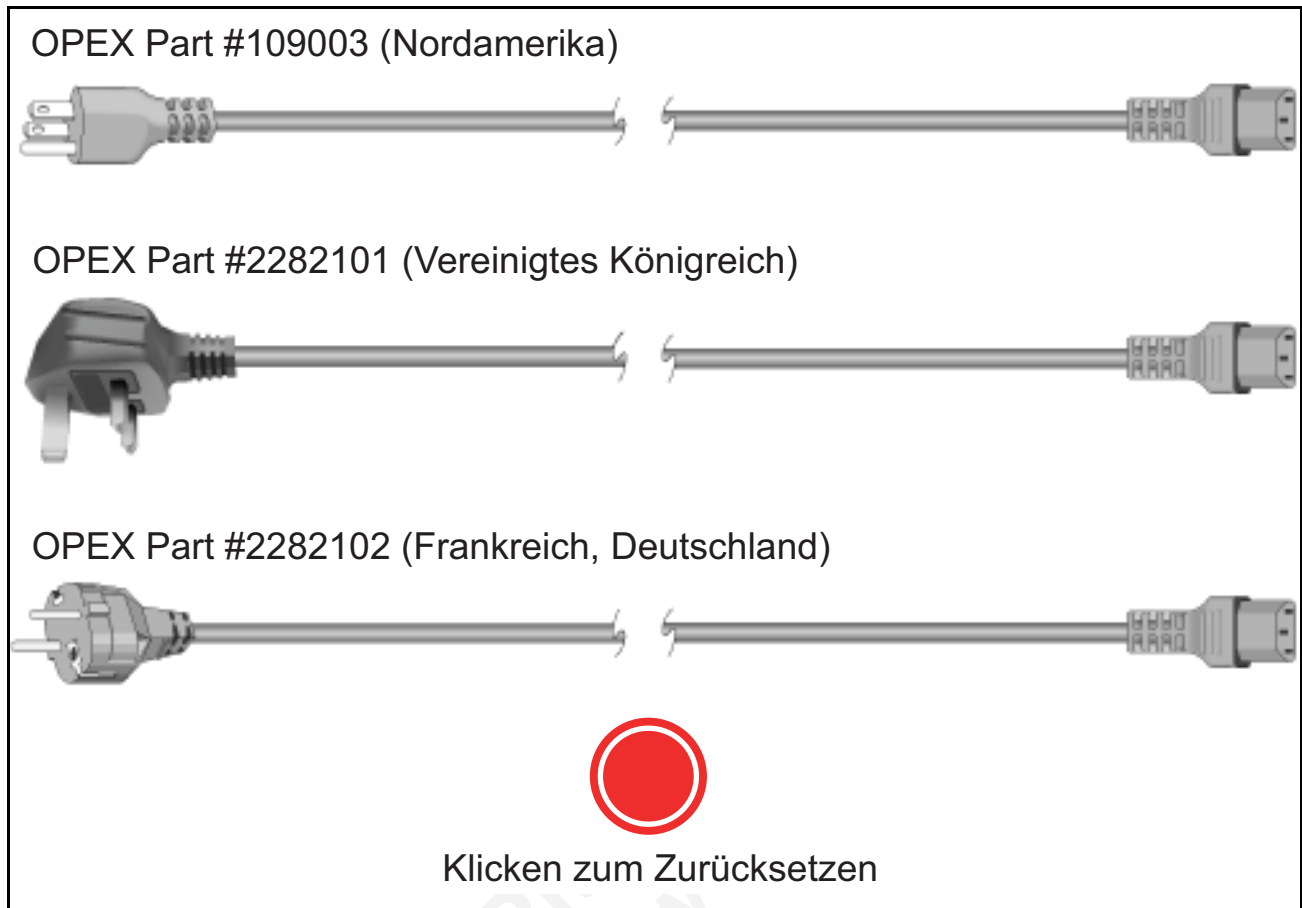 OPEX Part #109003 (Nordamerika)
OPEX Part #2282101 (Vereinigtes Königreich)
OPEX Part #2282102 (Frankreich, Deutschland)
Klicken zum Zurücksetzen